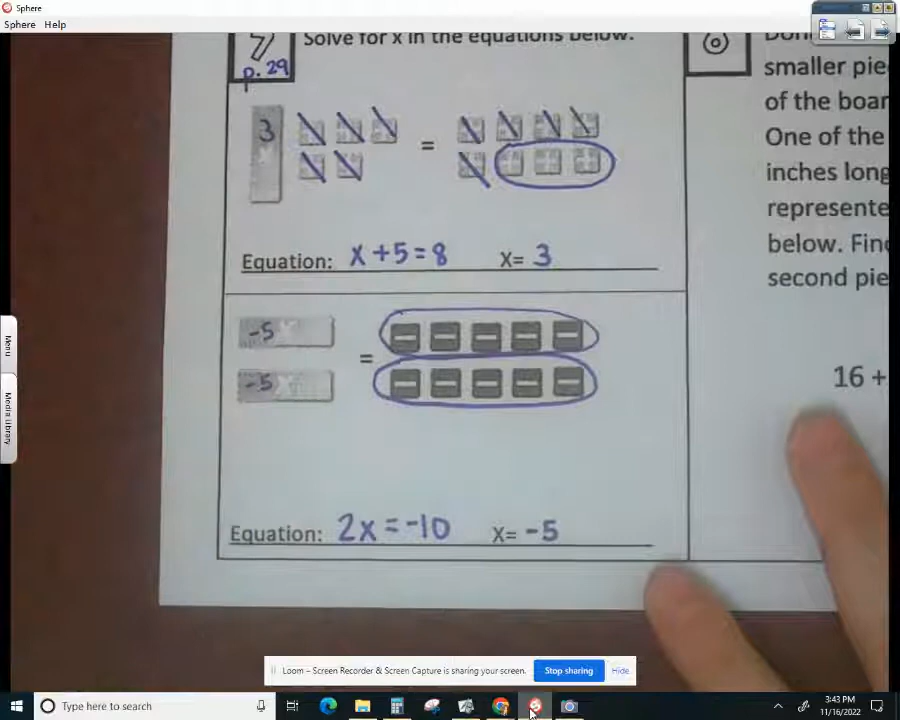 Sphere
Sphere Help
7
p. 29
Solve for x in the equations below.
3
=
Equation: x+5=8 x= 3
-5
=
-5
Equation: 2x=-10 x= -5
smaller pie
of the boar
One of the
inches long
represente
below. Fin
second pie
16 +
Menu
Media Library
Loom – Screen Recorder & Screen Capture is sharing your screen. Stop sharing Hide
Type here to search
3:43 PM
11/16/2022